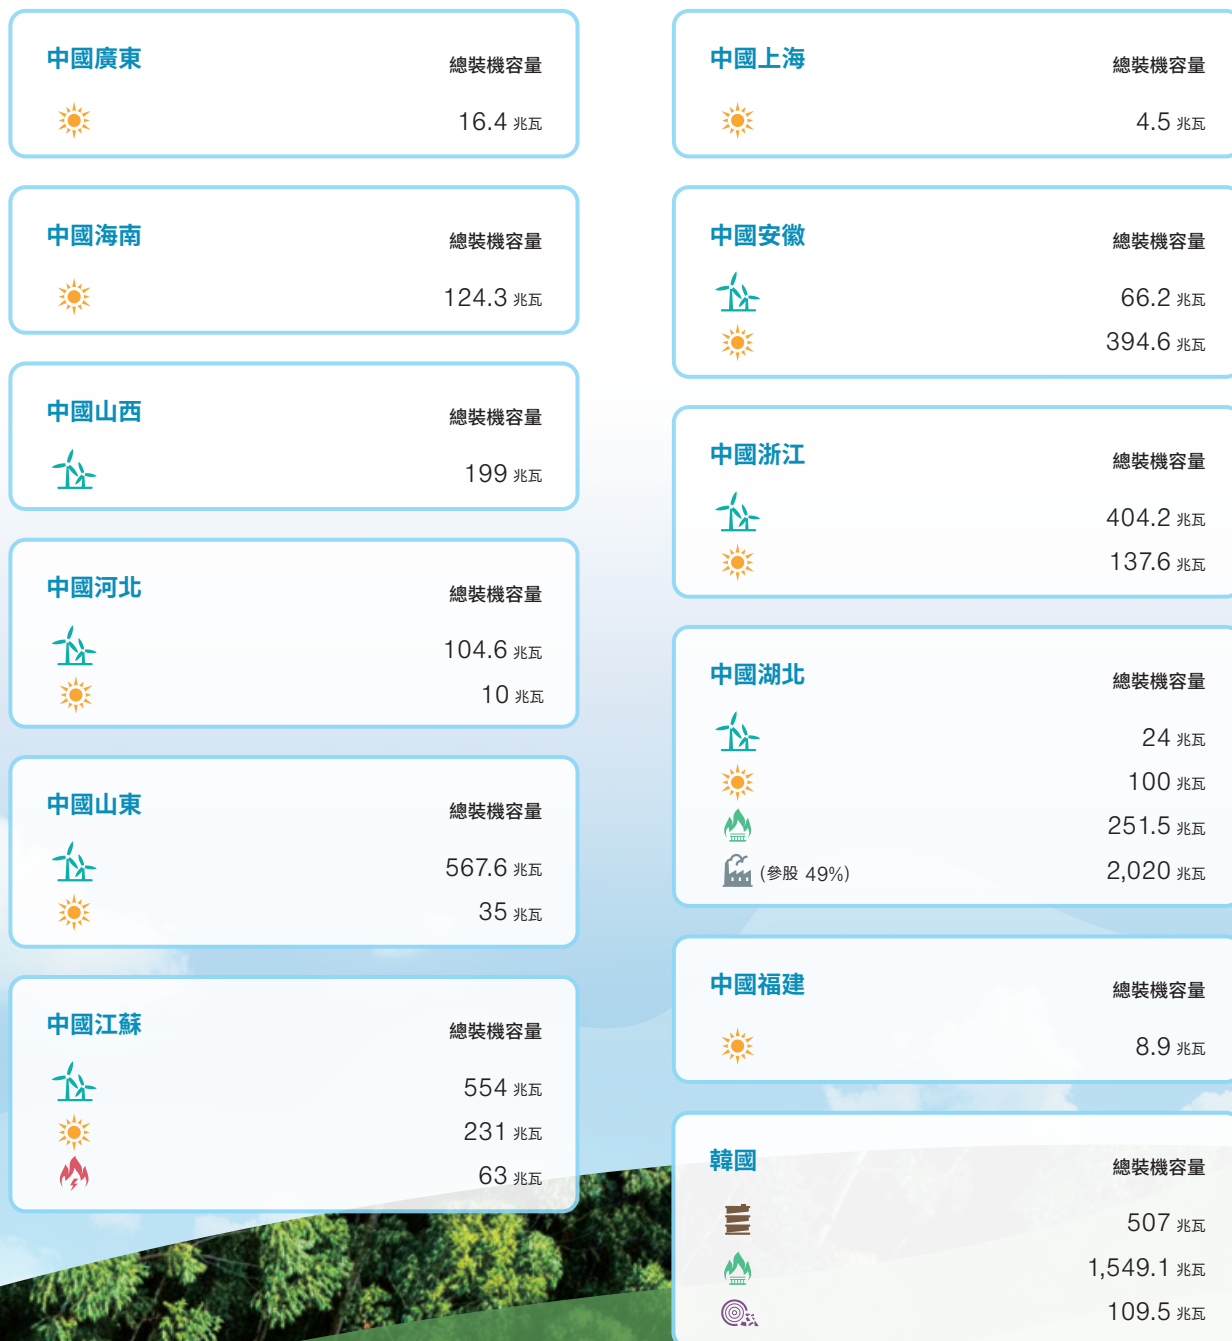 中國廣東
總裝機容量
16.4 兆瓦
中國海南
總裝機容量
124.3 兆瓦
中國山西
總裝機容量
199 兆瓦
中國河北
總裝機容量
104.6 兆瓦
10 兆瓦
中國山東
總裝機容量
567.6 兆瓦
35 兆瓦
中國江蘇
總裝機容量
554 兆瓦
231 兆瓦
63 兆瓦
中國上海
總裝機容量
4.5 兆瓦
中國安徽
總裝機容量
66.2 兆瓦
394.6 兆瓦
中國浙江
總裝機容量
404.2 兆瓦
137.6 兆瓦
中國湖北
總裝機容量
24 兆瓦
100 兆瓦
251.5 兆瓦
(參股 49%) 2,020 兆瓦
中國福建
總裝機容量
8.9 兆瓦
韓國
總裝機容量
507 兆瓦
1,549.1 兆瓦
109.5 兆瓦